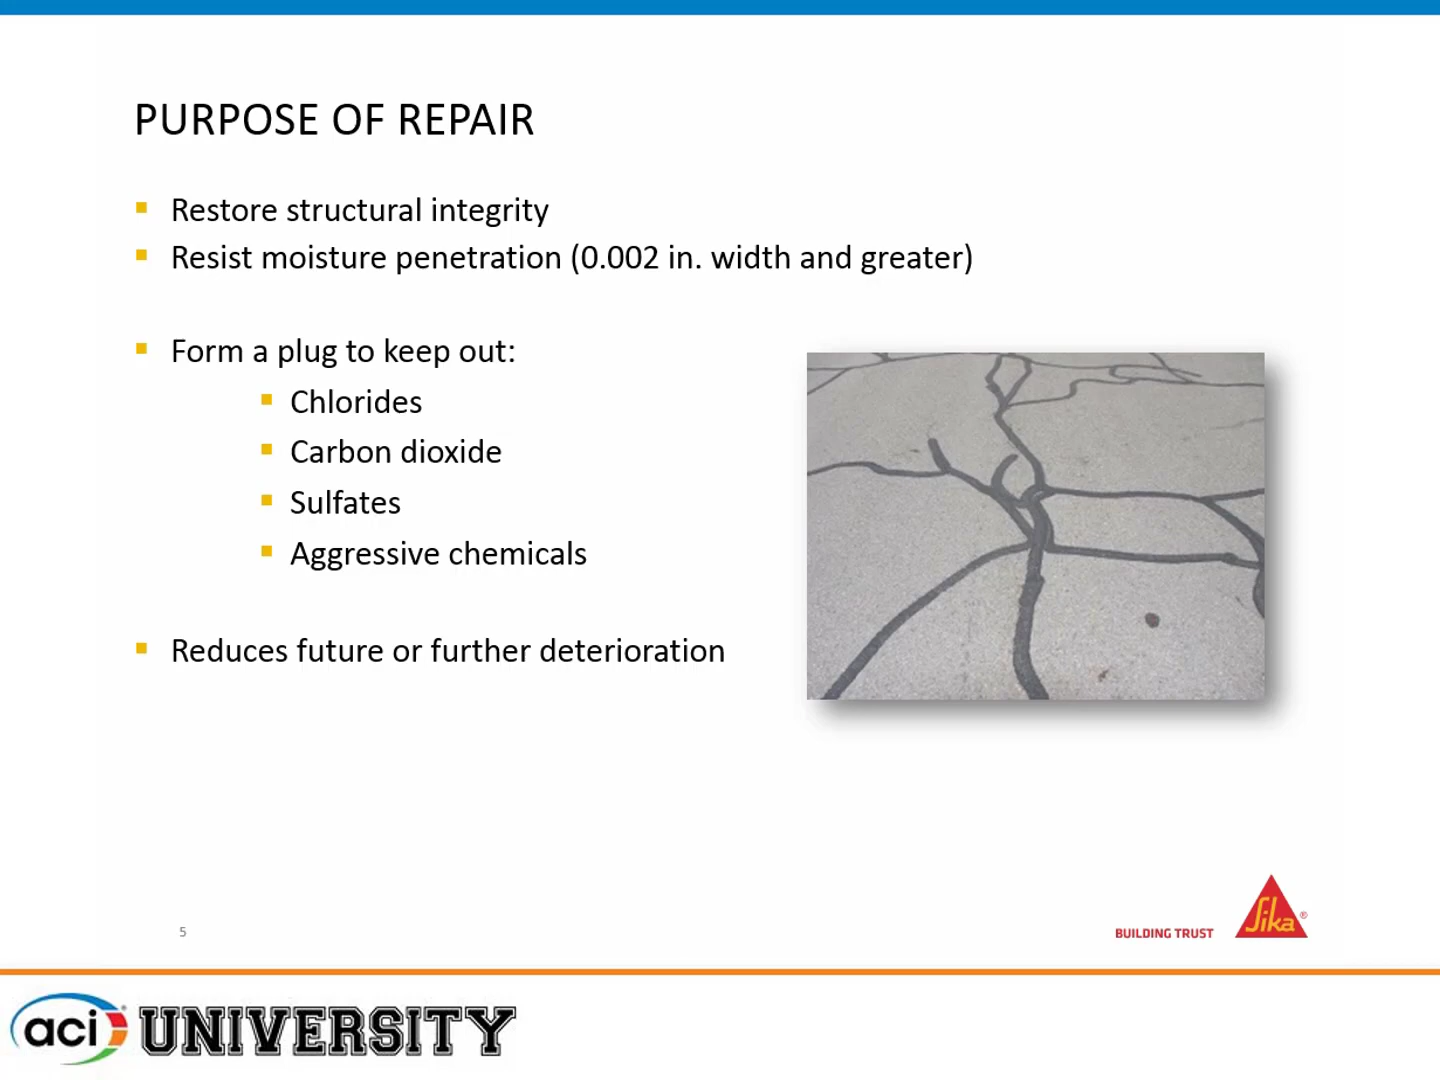 PURPOSE OF REPAIR
Restore structural integrity
Resist moisture penetration (0.002 in. width and greater)
Form a plug to keep out:
Chlorides
Carbon dioxide
Sulfates
Aggressive chemicals
Reduces future or further deterioration
5
BUILDING TRUST
Sika®
aci UNIVERSITY